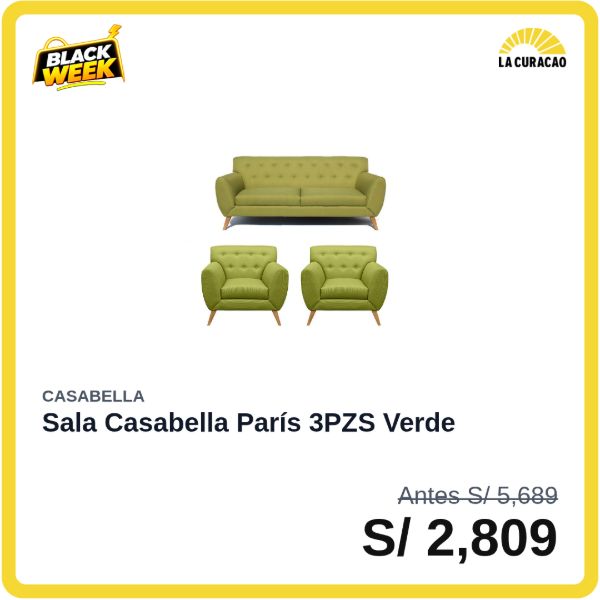 BLACK
WEEK
LA CURACAO
CASABELLA
Sala Casabella París 3PZS Verde
Antes S/ 5,689
S/ 2,809